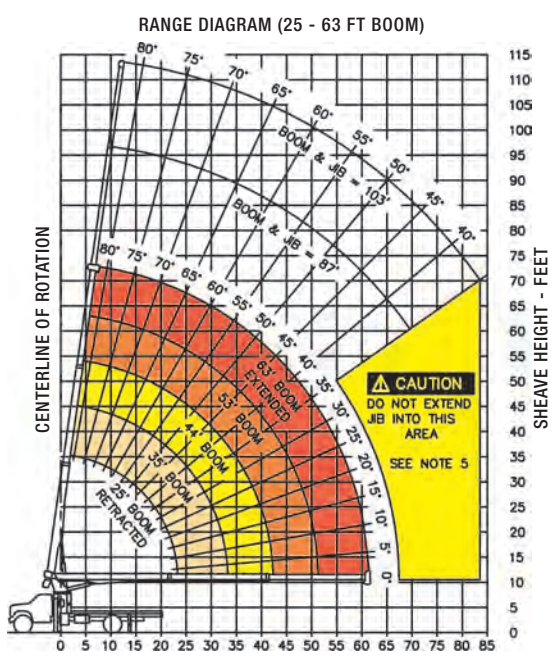 RANGE DIAGRAM (25 - 63 FT BOOM)
80° 75° 70° 65° 60° 55° 50° 45° 40°
BOOM & JIB = 103'
BOOM & JIB = 87'
80° 75° 70° 65° 60° 55° 50° 45° 40° 35° 30° 25° 20° 15° 10° 5° 0°
63' BOOM
EXTENDED
53' BOOM
44' BOOM
35' BOOM
25' BOOM
RETRACTED
CAUTION
DO NOT EXTEND
JIB INTO THIS
AREA
SEE NOTE 5
CENTERLINE OF ROTATION
SHEAVE HEIGHT - FEET
115
110
105
100
95
90
85
80
75
70
65
60
55
50
45
40
35
30
25
20
15
10
5
0
0 5 10 15 20 25 30 35 40 45 50 55 60 65 70 75 80 85